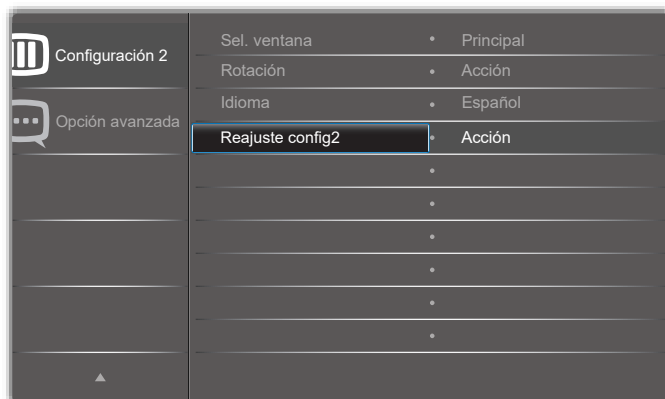 Configuración 2
Opción avanzada
Sel. ventana • Principal
Rotación • Acción
Idioma • Español
Reajuste config2 • Acción